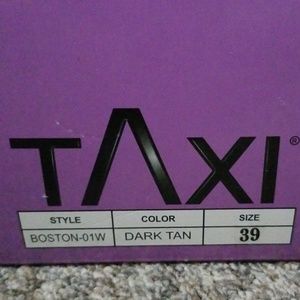 TAXI®
STYLE COLOR SIZE
BOSTON-01W DARK TAN 39